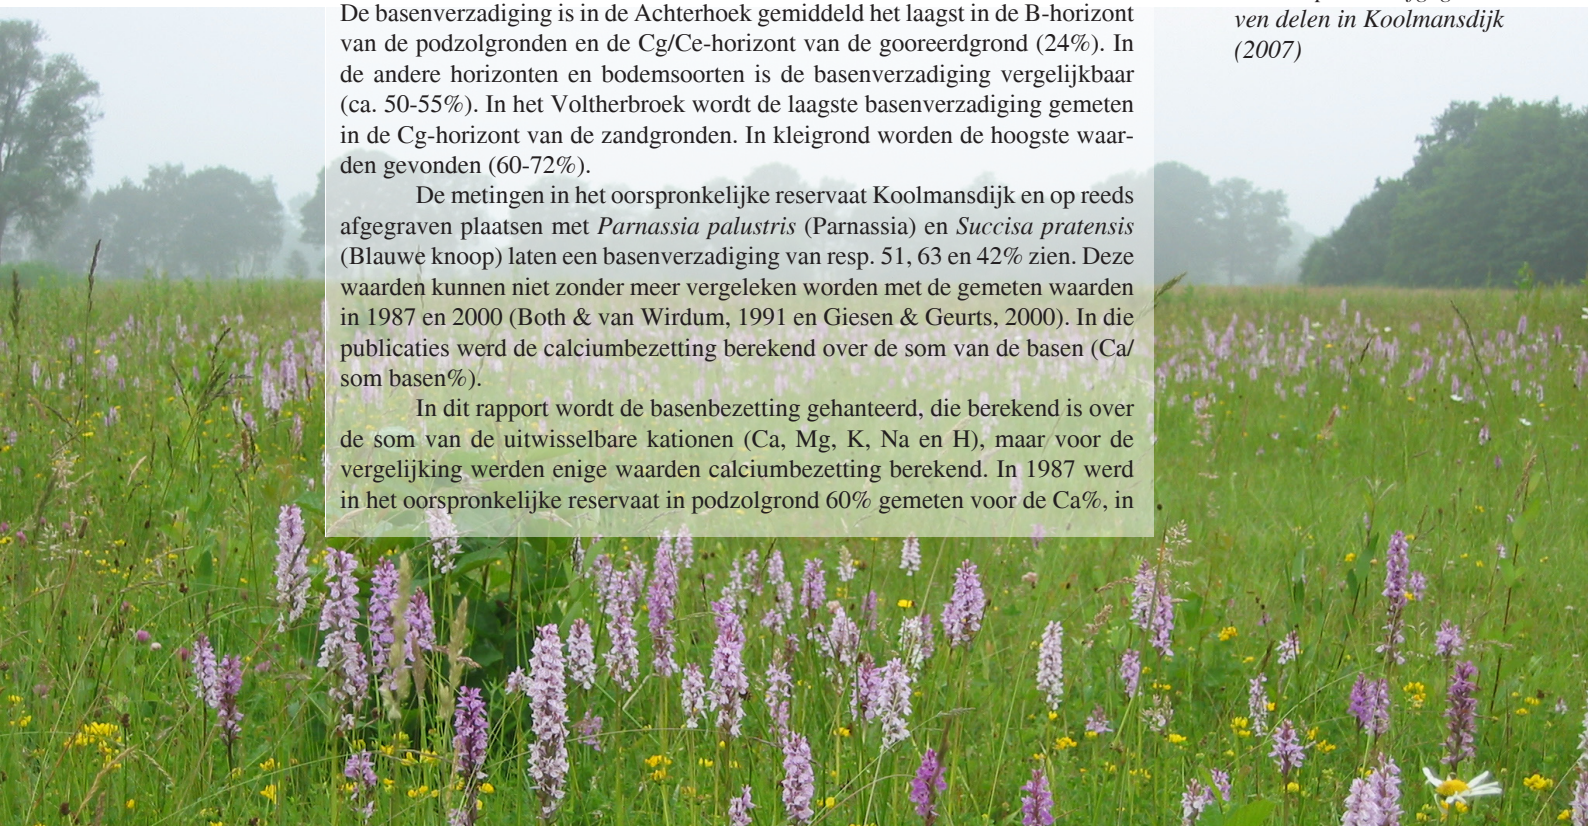 De basenverzadiging is in de Achterhoek gemiddeld het laagst in de B-horizont
van de podzolgronden en de Cg/Ce-horizont van de gooreerdgrond (24%). In
de andere horizonten en bodemsoorten is de basenverzadiging vergelijkbaar
(ca. 50-55%). In het Voltherbroek wordt de laagste basenverzadiging gemeten
in de Cg-horizont van de zandgronden. In kleigrond worden de hoogste waar-
den gevonden (60-72%).
De metingen in het oorspronkelijke reservaat Koolmansdijk en op reeds
afgegraven plaatsen met Parnassia palustris (Parnassia) en Succisa pratensis
(Blauwe knoop) laten een basenverzadiging van resp. 51, 63 en 42% zien. Deze
waarden kunnen niet zonder meer vergeleken worden met de gemeten waarden
in 1987 en 2000 (Both & van Wirdum, 1991 en Giesen & Geurts, 2000). In die
publicaties werd de calciumbezetting berekend over de som van de basen (Ca/
som basen%).
In dit rapport wordt de basenbezetting gehanteerd, die berekend is over
de som van de uitwisselbare kationen (Ca, Mg, K, Na en H), maar voor de
vergelijking werden enige waarden calciumbezetting berekend. In 1987 werd
in het oorspronkelijke reservaat in podzolgrond 60% gemeten voor de Ca%, in
ven delen in Koolmansdijk
(2007)